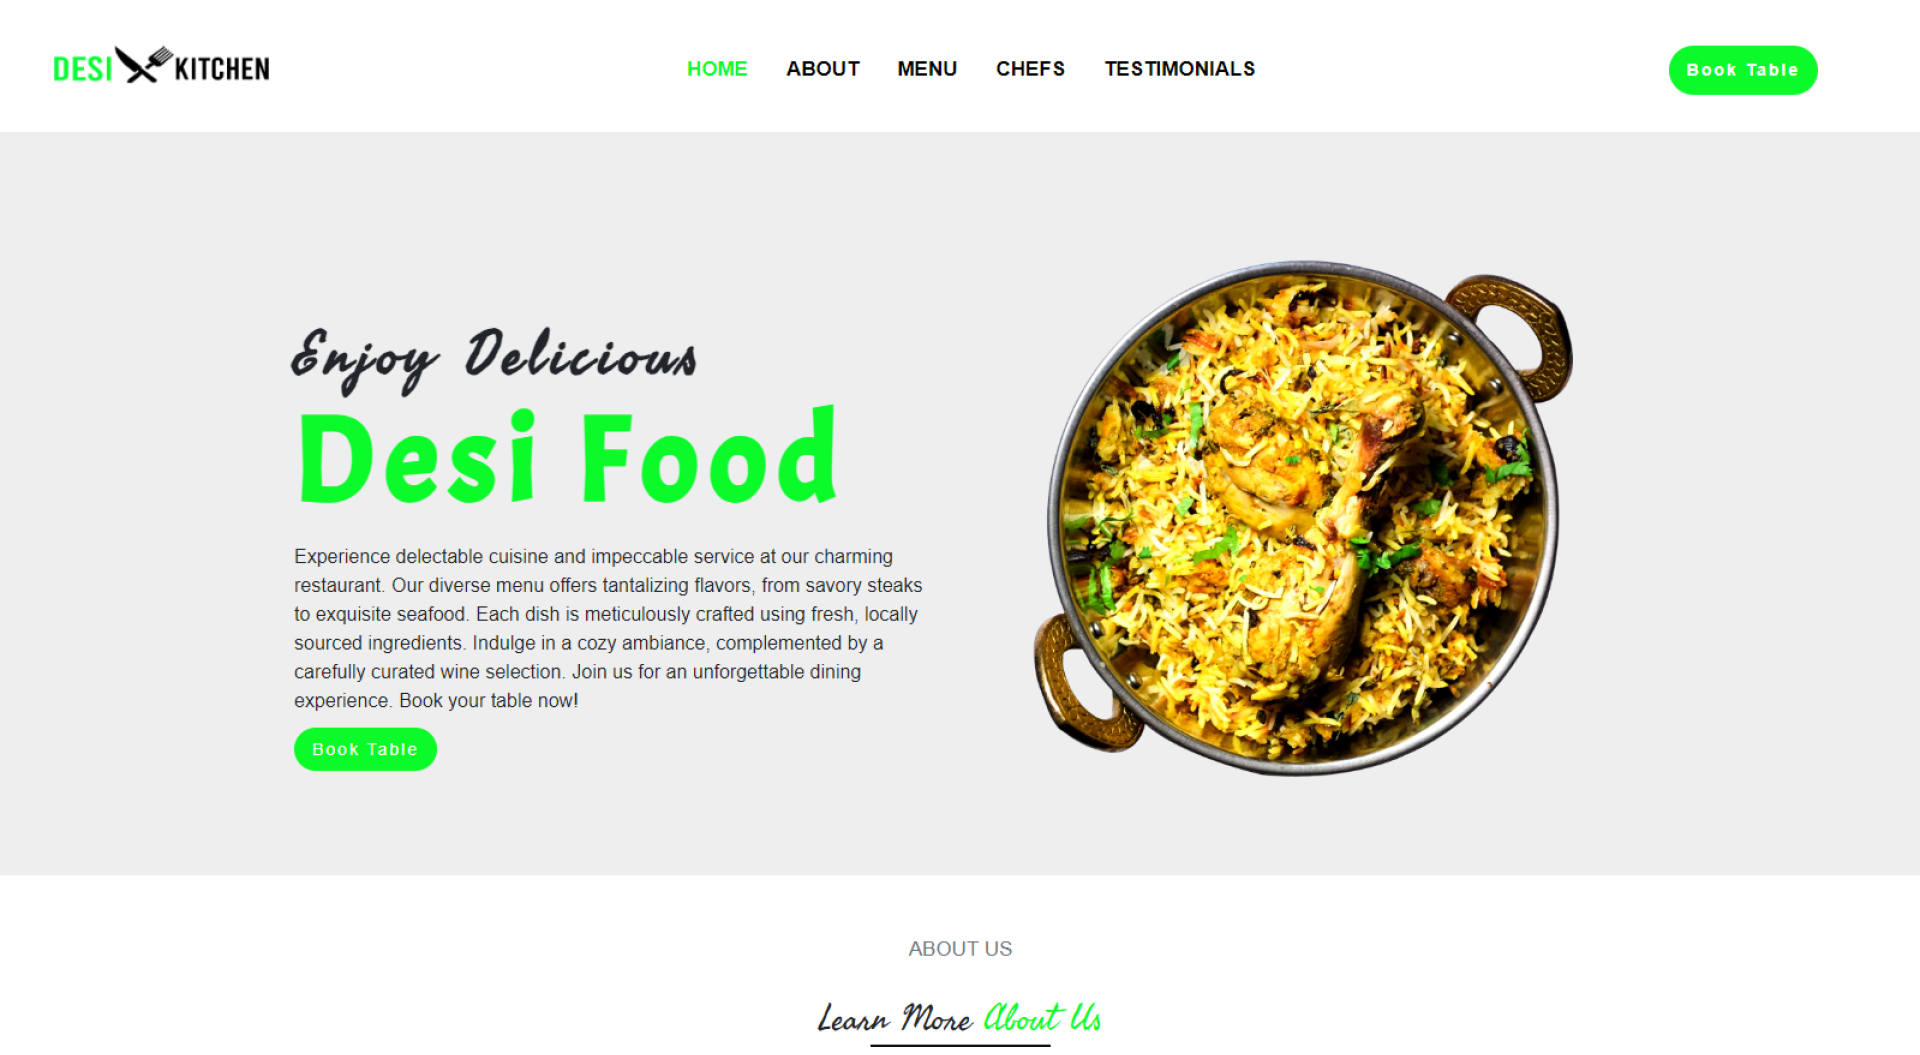 DESI KITCHEN
HOME ABOUT MENU CHEFS TESTIMONIALS
Book Table
Enjoy Delicious
Desi Food
Experience delectable cuisine and impeccable service at our charming
restaurant. Our diverse menu offers tantalizing flavors, from savory steaks
to exquisite seafood. Each dish is meticulously crafted using fresh, locally
sourced ingredients. Indulge in a cozy ambiance, complemented by a
carefully curated wine selection. Join us for an unforgettable dining
experience. Book your table now!
Book Table
ABOUT US
Learn More About Us